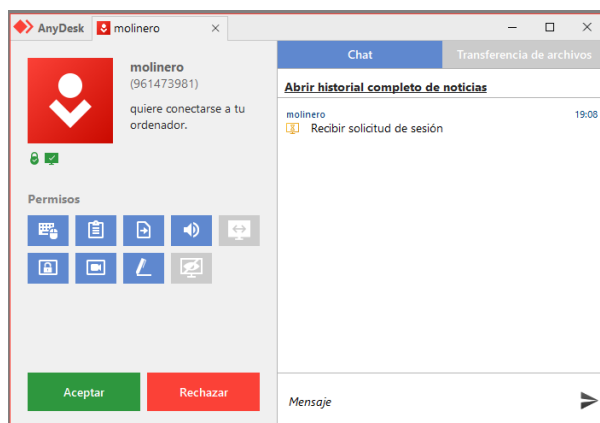 AnyDesk
molinero
molinero
(961473981)
quiere conectarse a tu
ordenador.
Permisos
Aceptar
Rechazar
Chat
Transferencia de archivos
Abrir historial completo de noticias
molinero
19:08
Recibir solicitud de sesión
Mensaje